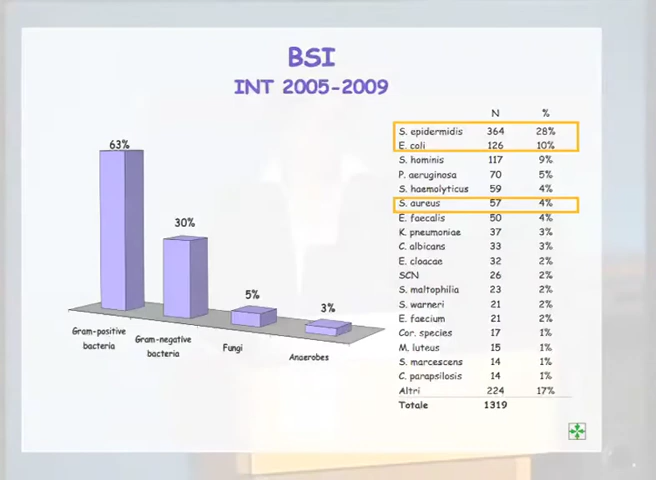 BSI
INT 2005-2009
63%
30%
5%
3%
Gram-positive
bacteria
Gram-negative
bacteria
Fungi
Anaerobes
N %
S. epidermidis 364 28%
E. coli 126 10%
S. hominis 117 9%
P. aeruginosa 70 5%
S. haemolyticus 59 4%
S. aureus 57 4%
E. faecalis 50 4%
K. pneumoniae 37 3%
C. albicans 33 3%
E. cloacae 32 2%
SCN 26 2%
S. maltophilia 23 2%
S. warneri 21 2%
E. faecium 21 2%
Cor. species 17 1%
M. luteus 15 1%
S. marcescens 14 1%
C. parapsilosis 14 1%
Altri 224 17%
Totale 1319